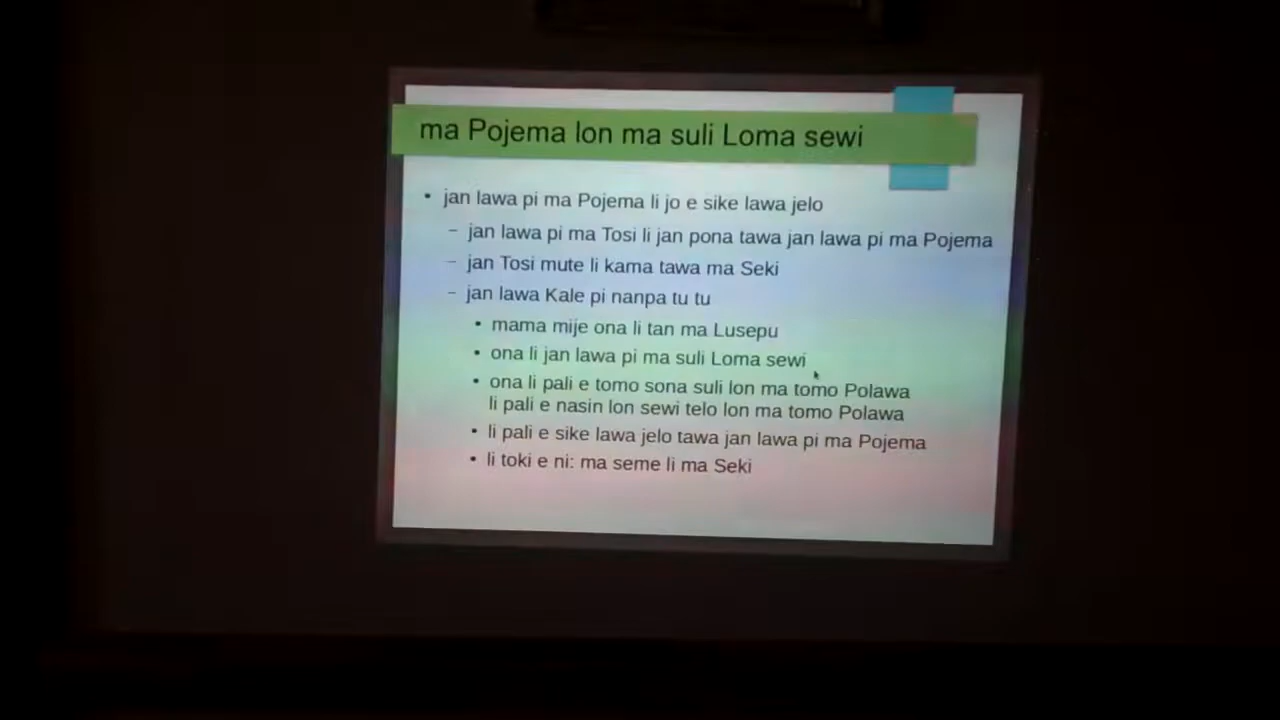 ma Pojema lon ma suli Loma sewi
• jan lawa pi ma Pojema li jo e sike lawa jelo
– jan lawa pi ma Tosi li jan pona tawa jan lawa pi ma Pojema
– jan Tosi mute li kama tawa ma Seki
– jan lawa Kale pi nanpa tu tu
• mama mije ona li tan ma Lusepu
• ona li jan lawa pi ma suli Loma sewi
• ona li pali e tomo sona suli lon ma tomo Polawa
li pali e nasin lon sewi telo lon ma tomo Polawa
• li pali e sike lawa jelo tawa jan lawa pi ma Pojema
• li toki e ni: ma seme li ma Seki